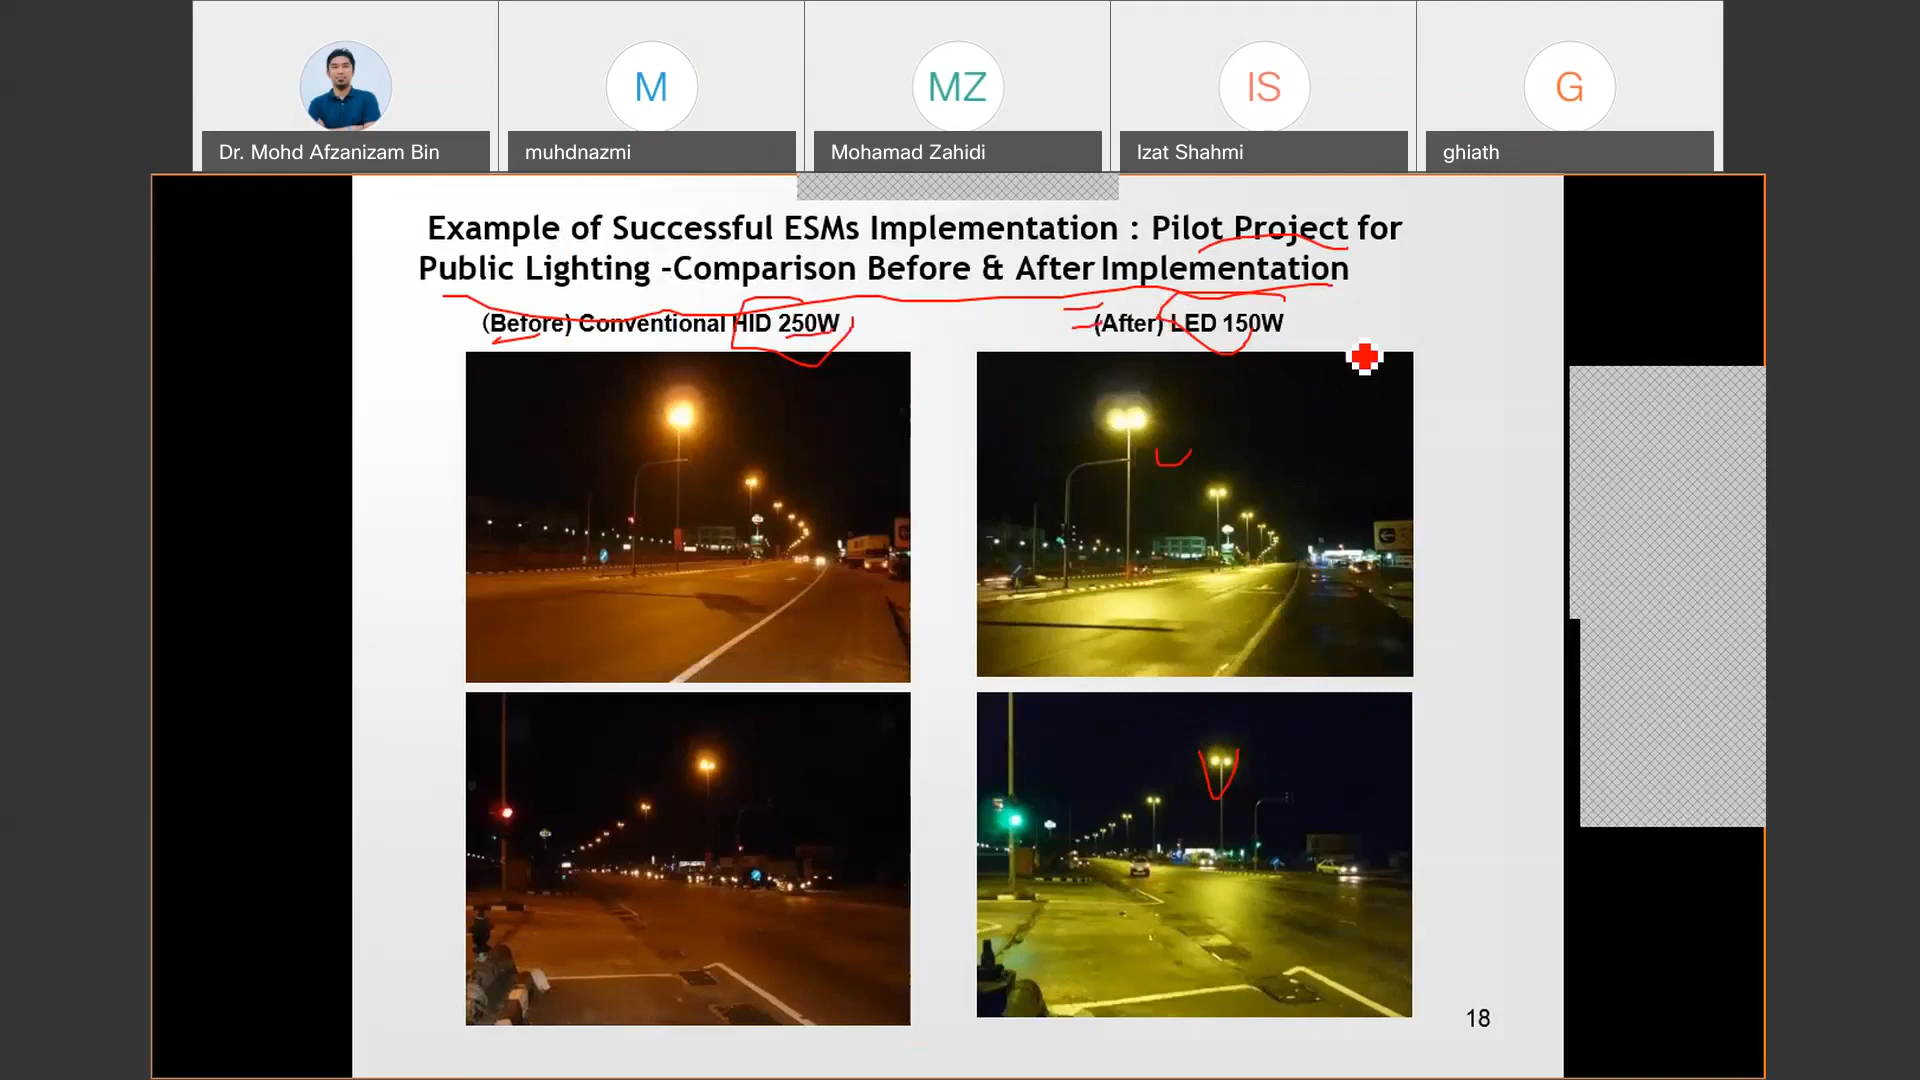 M
MZ
IS
G
Dr. Mohd Afzanizam Bin
muhdnazmi
Mohamad Zahidi
Izat Shahmi
ghiath
Example of Successful ESMs Implementation : Pilot Project for
Public Lighting -Comparison Before & After Implementation
(Before) Conventional HID 250W
(After) LED 150W
18